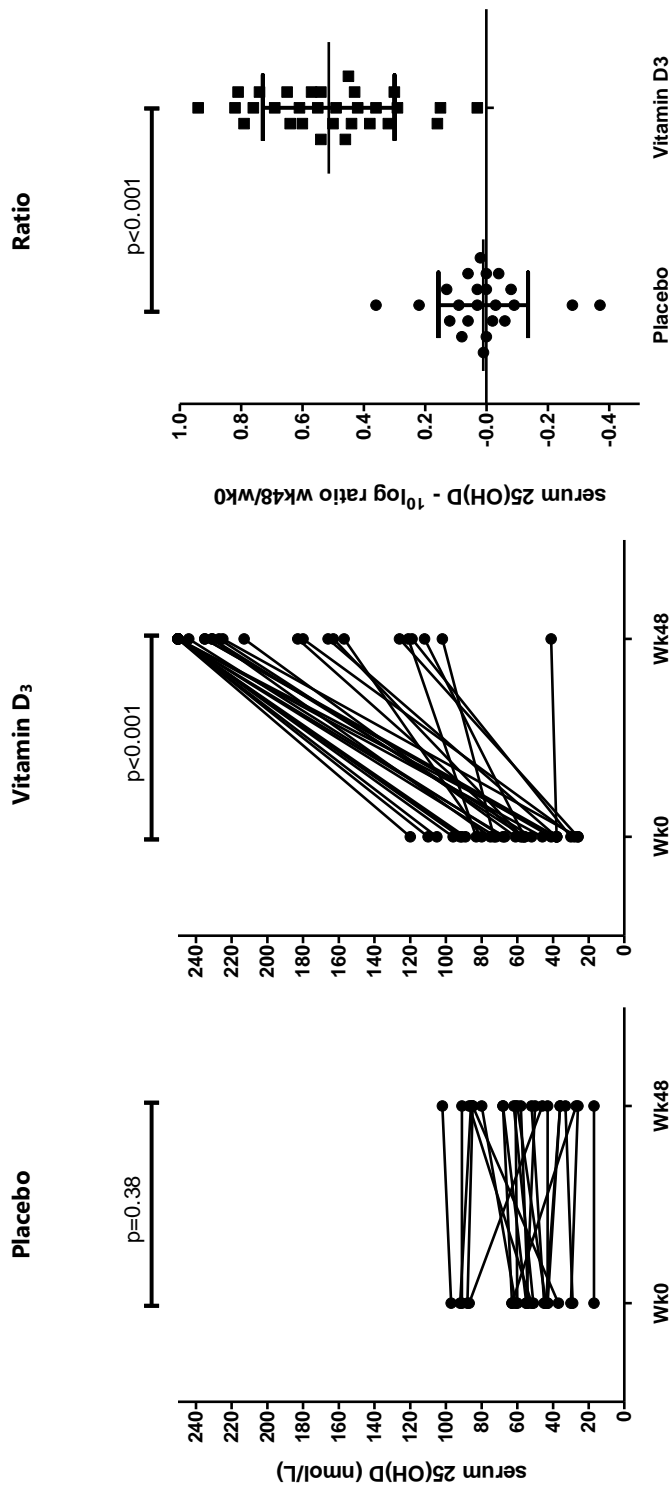 Placebo
p=0.38
serum 25(OH)D (nmol/L)
240
220
200
180
160
140
120
100
80
60
40
20
0
Wk0
Wk48
Vitamin D₃
p<0.001
240
220
200
180
160
140
120
100
80
60
40
20
0
Wk0
Wk48
Ratio
p<0.001
serum 25(OH)D - ¹⁰log ratio wk48/wk0
1.0
0.8
0.6
0.4
0.2
-0.0
-0.2
-0.4
Placebo
Vitamin D3